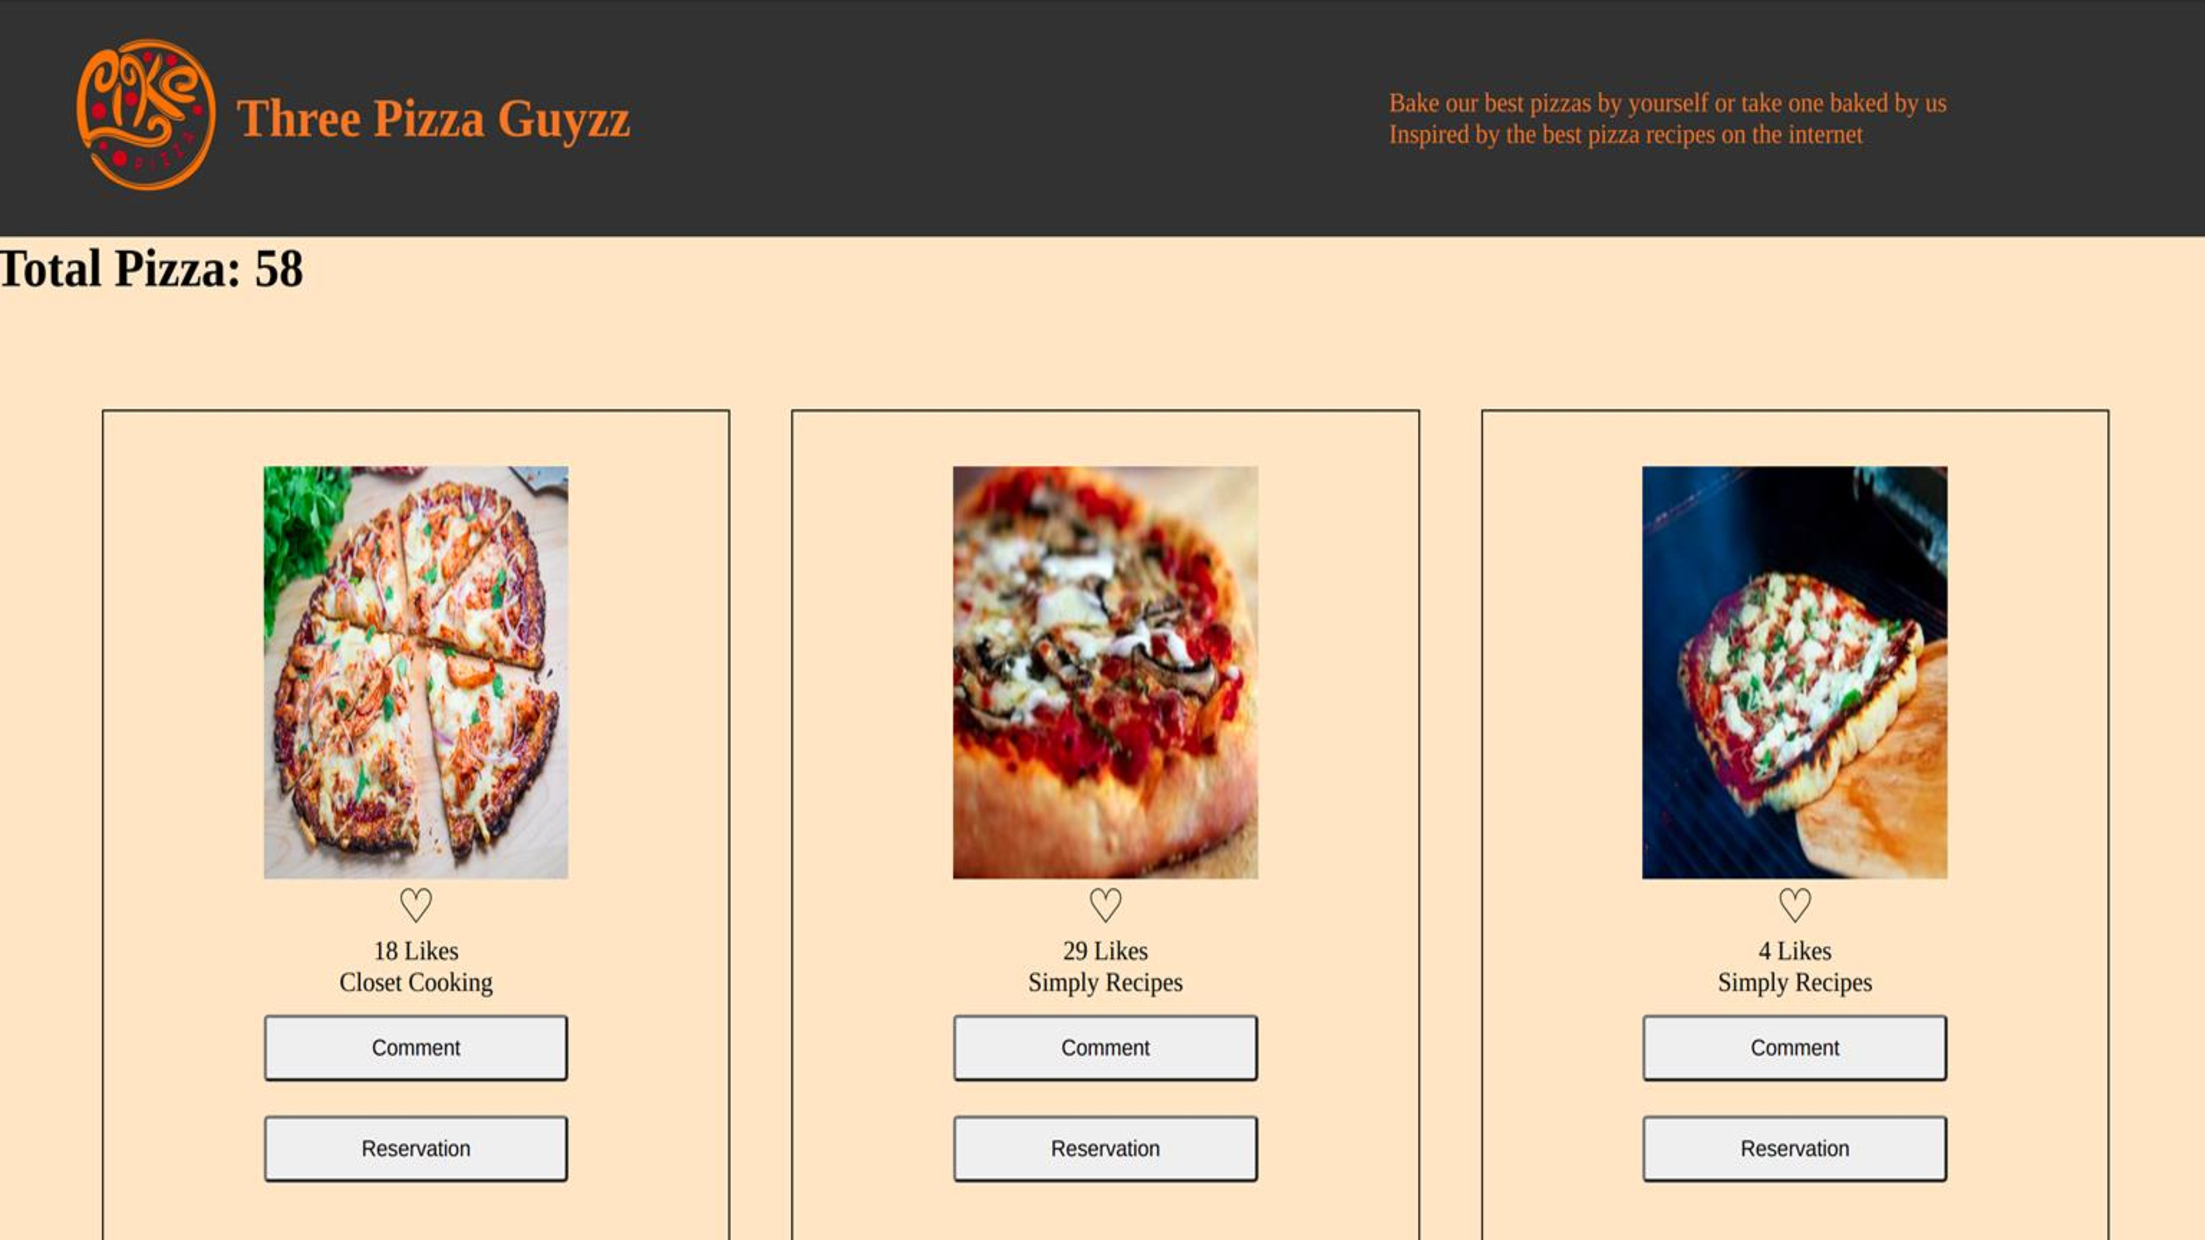 Pike
PIZZA
Three Pizza Guyzz
Bake our best pizzas by yourself or take one baked by us
Inspired by the best pizza recipes on the internet
Total Pizza: 58
18 Likes
Closet Cooking
Comment
Reservation
29 Likes
Simply Recipes
Comment
Reservation
4 Likes
Simply Recipes
Comment
Reservation